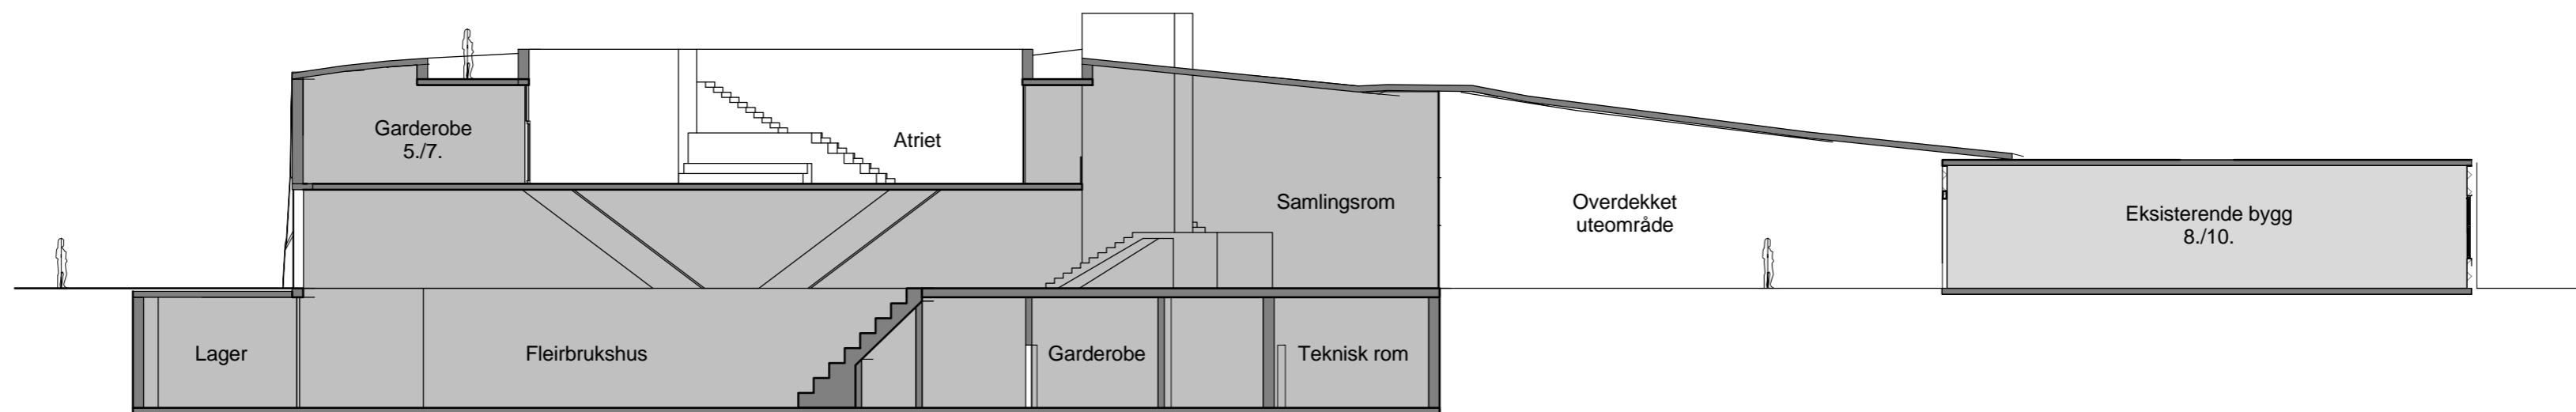 Garderobe
5./7.
Atriet
Samlingsrom
Overdekket
uteområde
Eksisterende bygg
8./10.
Lager
Fleirbrukshus
Garderobe
Teknisk rom